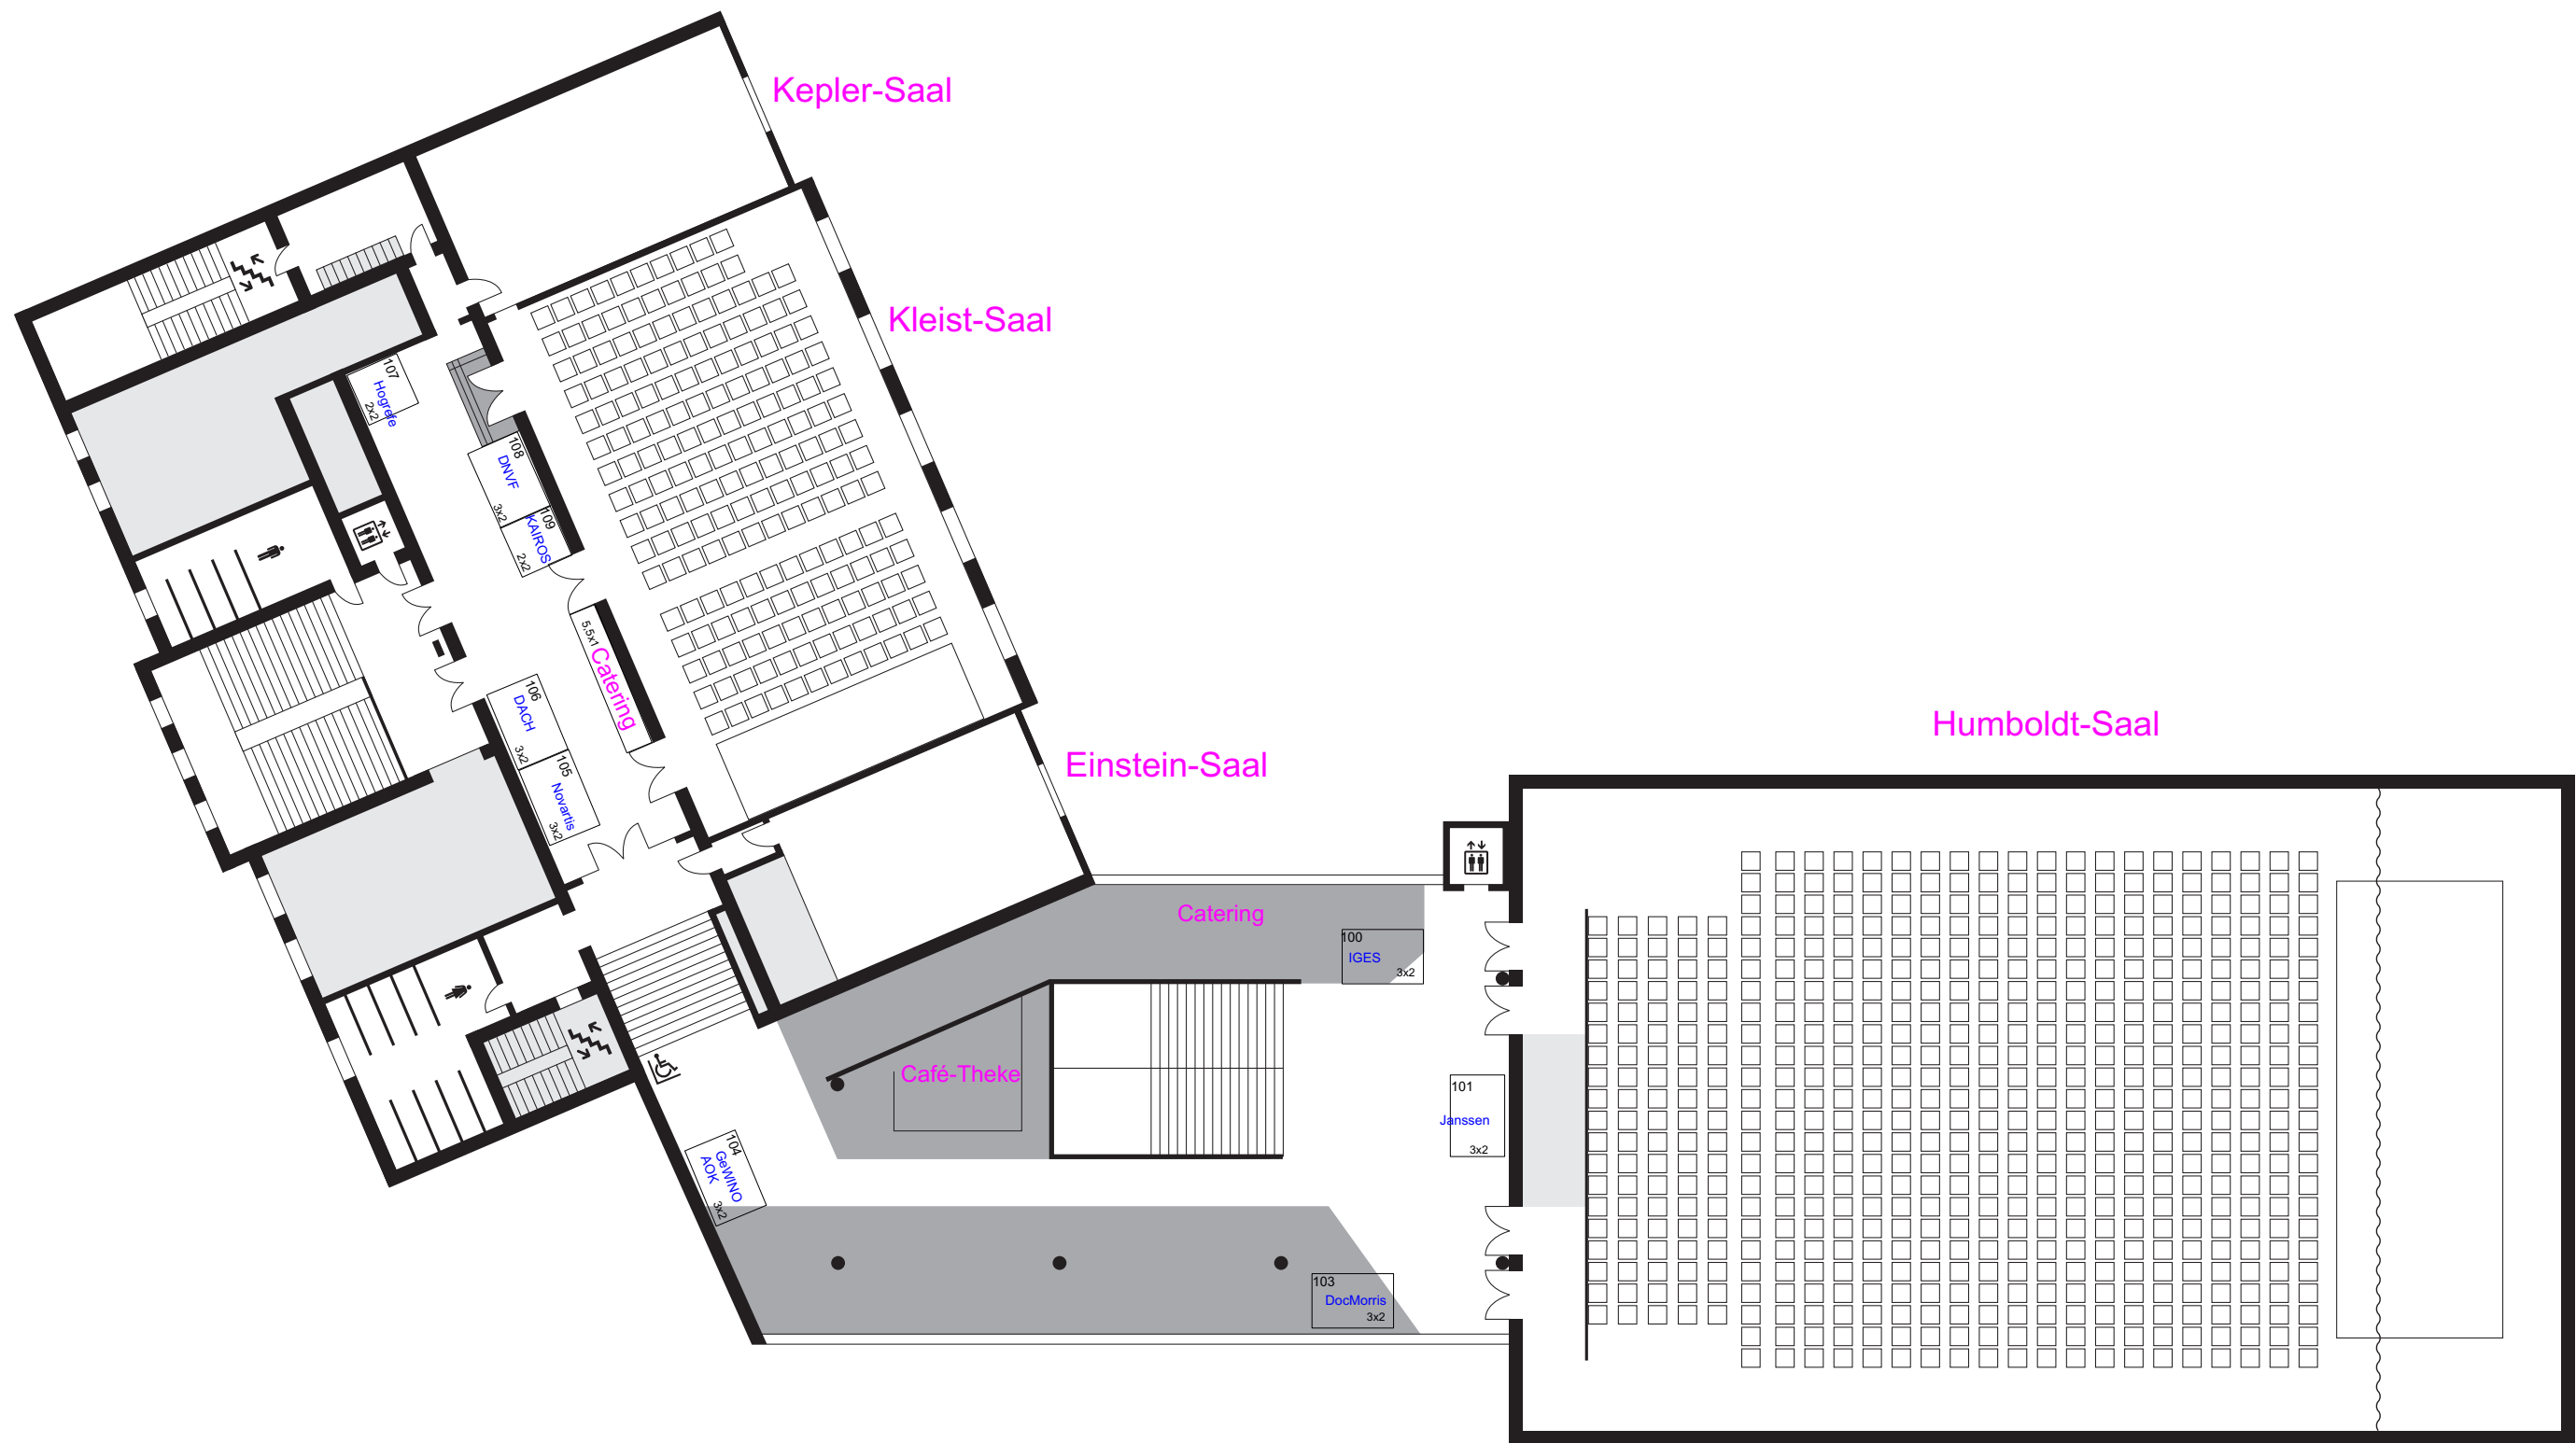 Kepler-Saal
Kleist-Saal
107
Hogrefe
2x2
108
DNVF
3x2
109
KAIROS
2x2
5,5x1
Catering
106
DACH
3x2
105
Novartis
3x2
Einstein-Saal
Humboldt-Saal
Catering
100
IGES
3x2
Café-Theke
101
Janssen
3x2
104
GeWINO
AOK
3x2
103
DocMorris
3x2